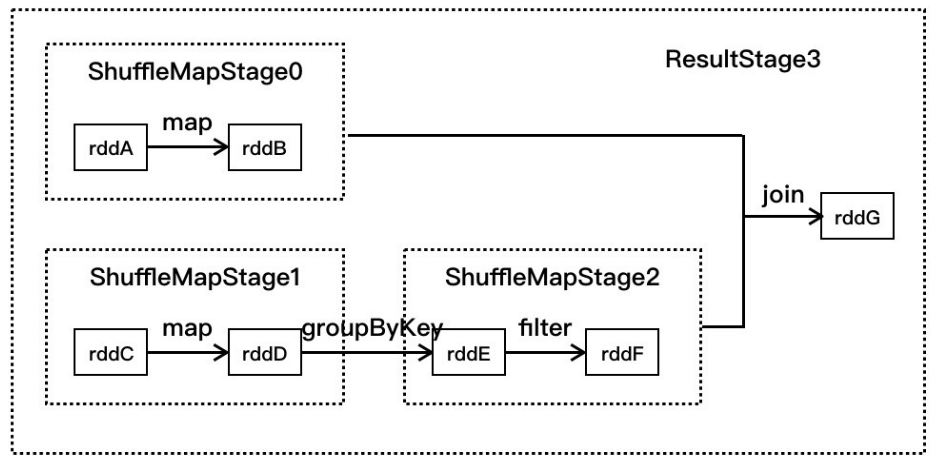 ResultStage3
ShuffleMapStage0
map
rddA
rddB
join
rddG
ShuffleMapStage1
ShuffleMapStage2
map
groupByKey
filter
rddC
rddD
rddE
rddF